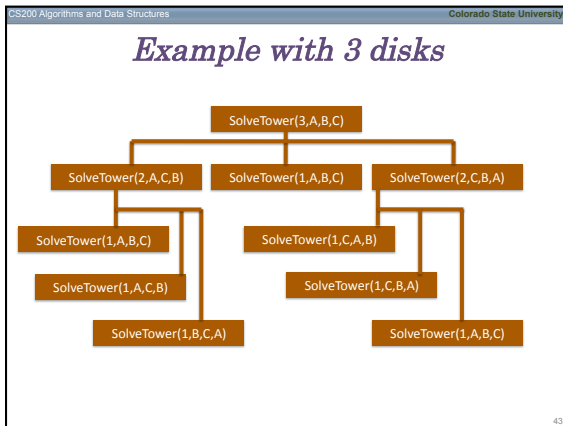 CS200 Algorithms and Data Structures
Colorado State University
Example with 3 disks
SolveTower(3,A,B,C)
SolveTower(2,A,C,B)
SolveTower(1,A,B,C)
SolveTower(2,C,B,A)
SolveTower(1,A,B,C)
SolveTower(1,C,A,B)
SolveTower(1,A,C,B)
SolveTower(1,C,B,A)
SolveTower(1,B,C,A)
SolveTower(1,A,B,C)
43